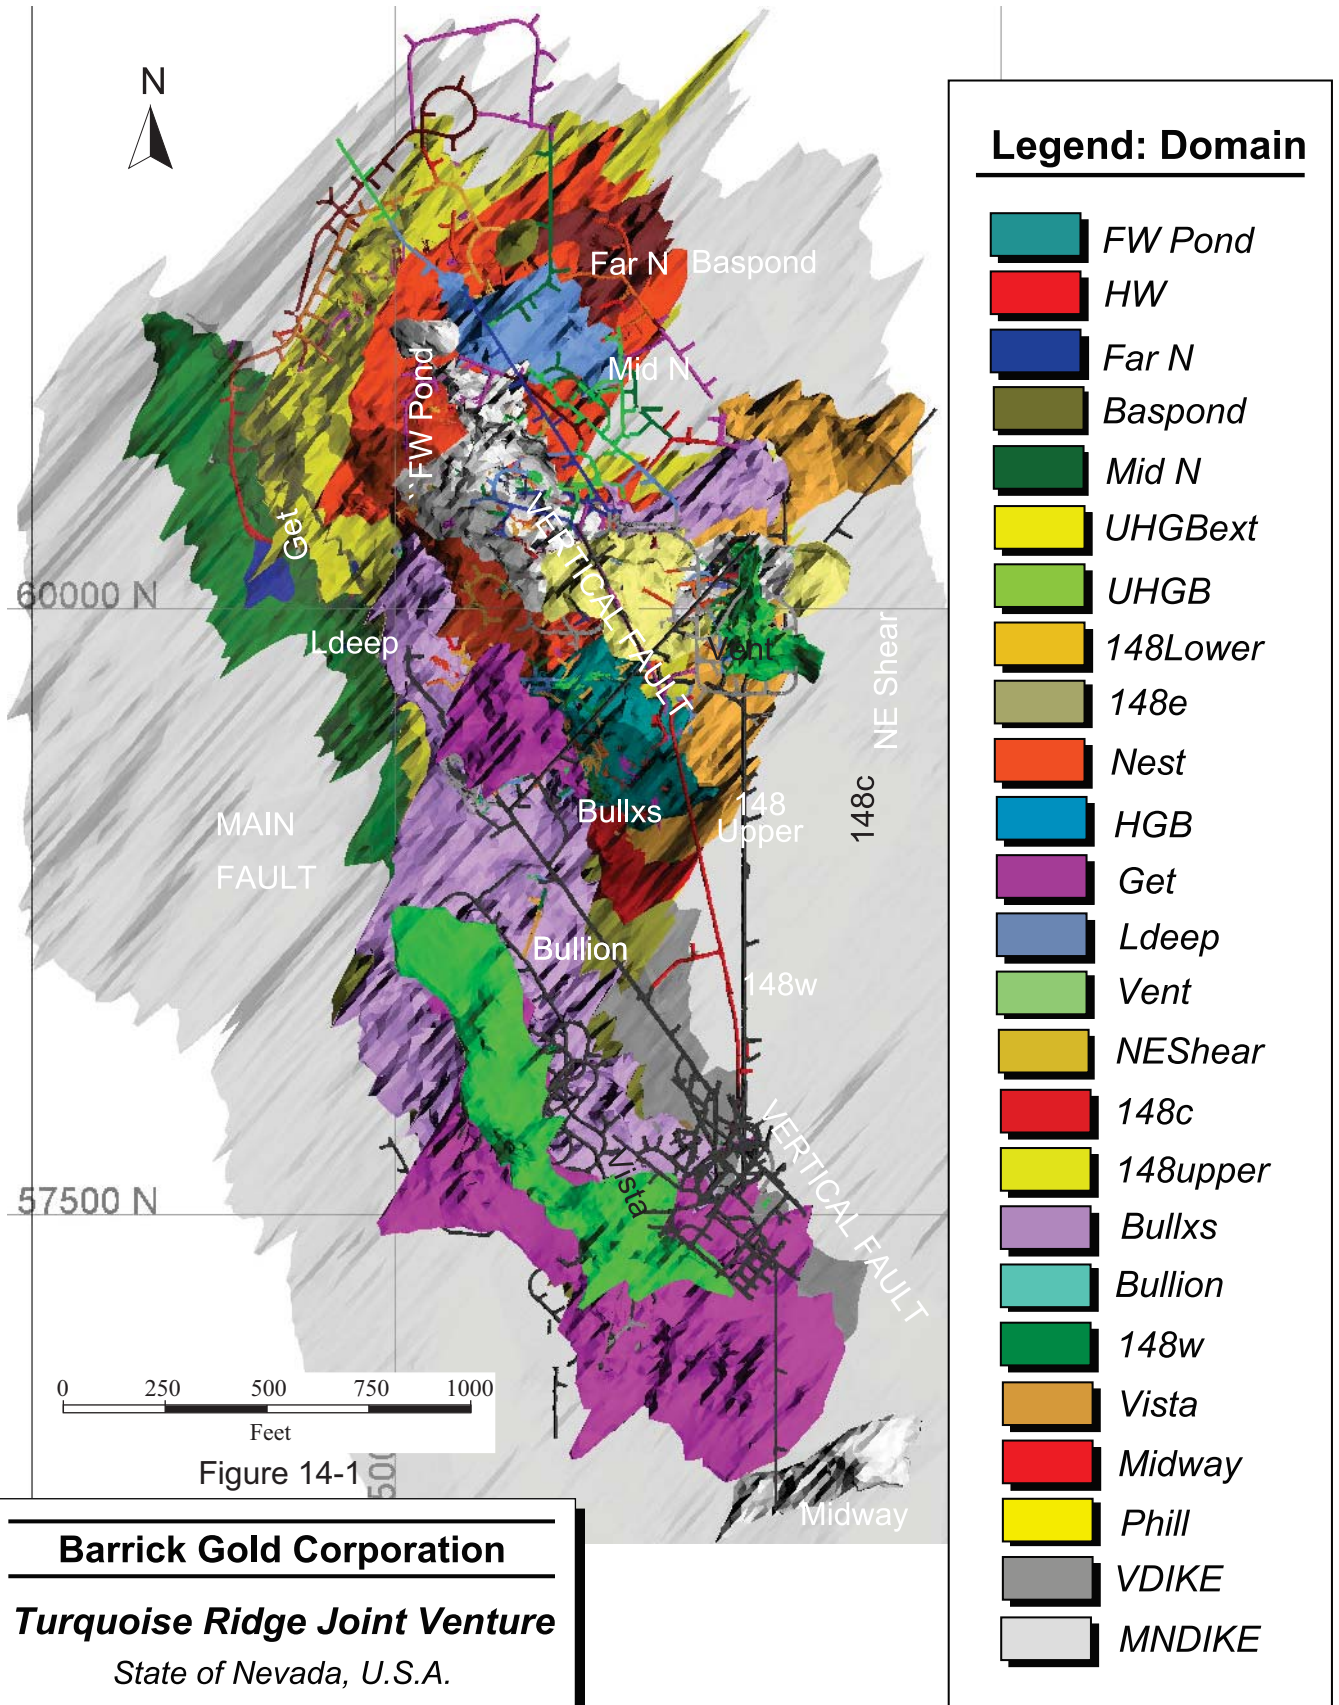 N
Legend: Domain
FW Pond
HW
Far N
Baspond
Mid N
UHGBext
UHGB
148Lower
148e
Nest
HGB
Get
Ldeep
Vent
NEShear
148c
148upper
Bullxs
Bullion
148w
Vista
Midway
Phill
VDIKE
MNDIKE
Far N
Baspond
Mid N
FW Pond
VERTICAL FAULT
Get
60000 N
Ldeep
Vent
NE Shear
MAIN
FAULT
Bullxs
148
Upper
148c
Bullion
148w
VERTICAL FAULT
Vista
57500 N
0 250 500 750 1000
Feet
Figure 14-1
Midway
Barrick Gold Corporation
Turquoise Ridge Joint Venture
State of Nevada, U.S.A.